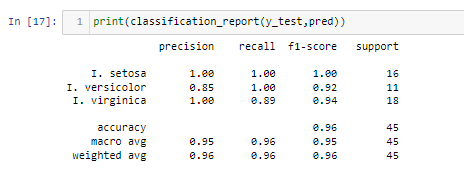 In [17]: 1 print(classification_report(y_test,pred))
precision recall f1-score support
I. setosa 1.00 1.00 1.00 16
I. versicolor 0.85 1.00 0.92 11
I. virginica 1.00 0.89 0.94 18
accuracy 0.96 45
macro avg 0.95 0.96 0.95 45
weighted avg 0.96 0.96 0.96 45